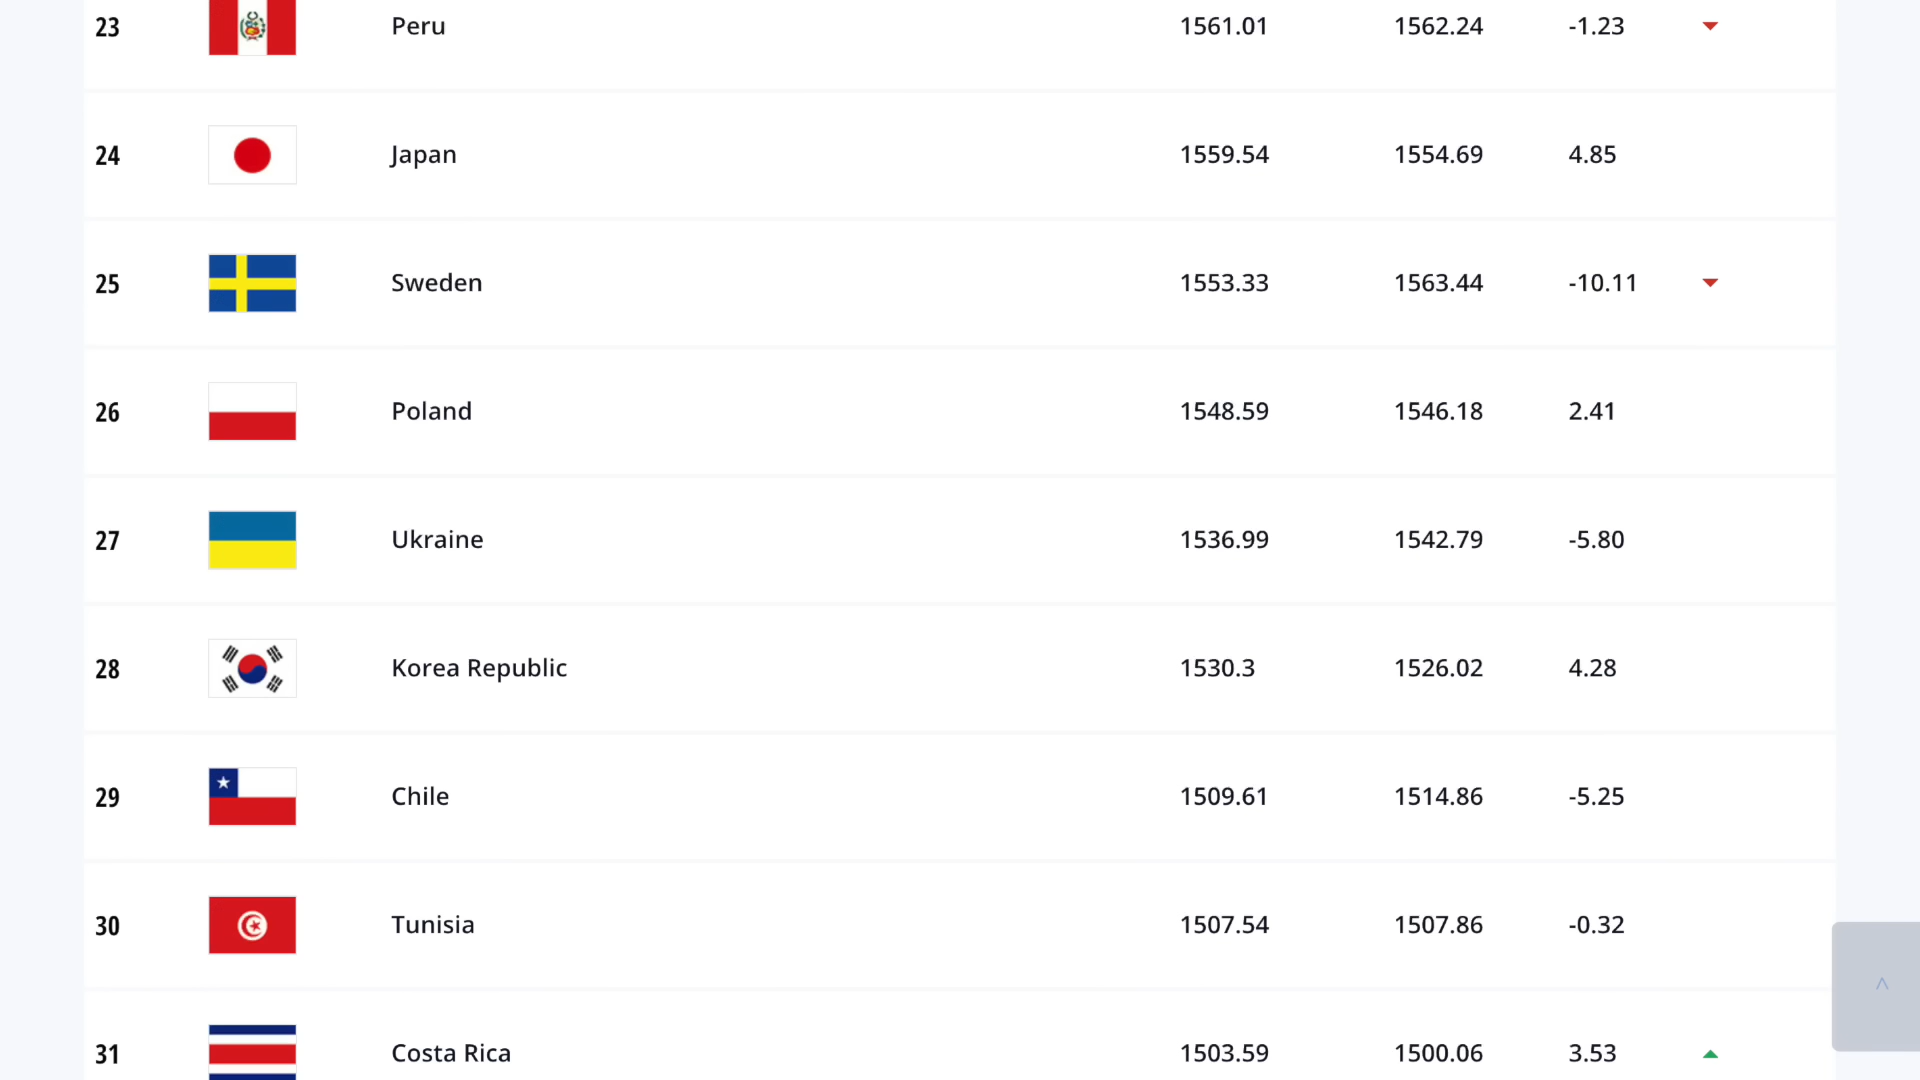 23 Peru 1561.01 1562.24 -1.23
24 Japan 1559.54 1554.69 4.85
25 Sweden 1553.33 1563.44 -10.11
26 Poland 1548.59 1546.18 2.41
27 Ukraine 1536.99 1542.79 -5.80
28 Korea Republic 1530.3 1526.02 4.28
29 Chile 1509.61 1514.86 -5.25
30 Tunisia 1507.54 1507.86 -0.32
31 Costa Rica 1503.59 1500.06 3.53